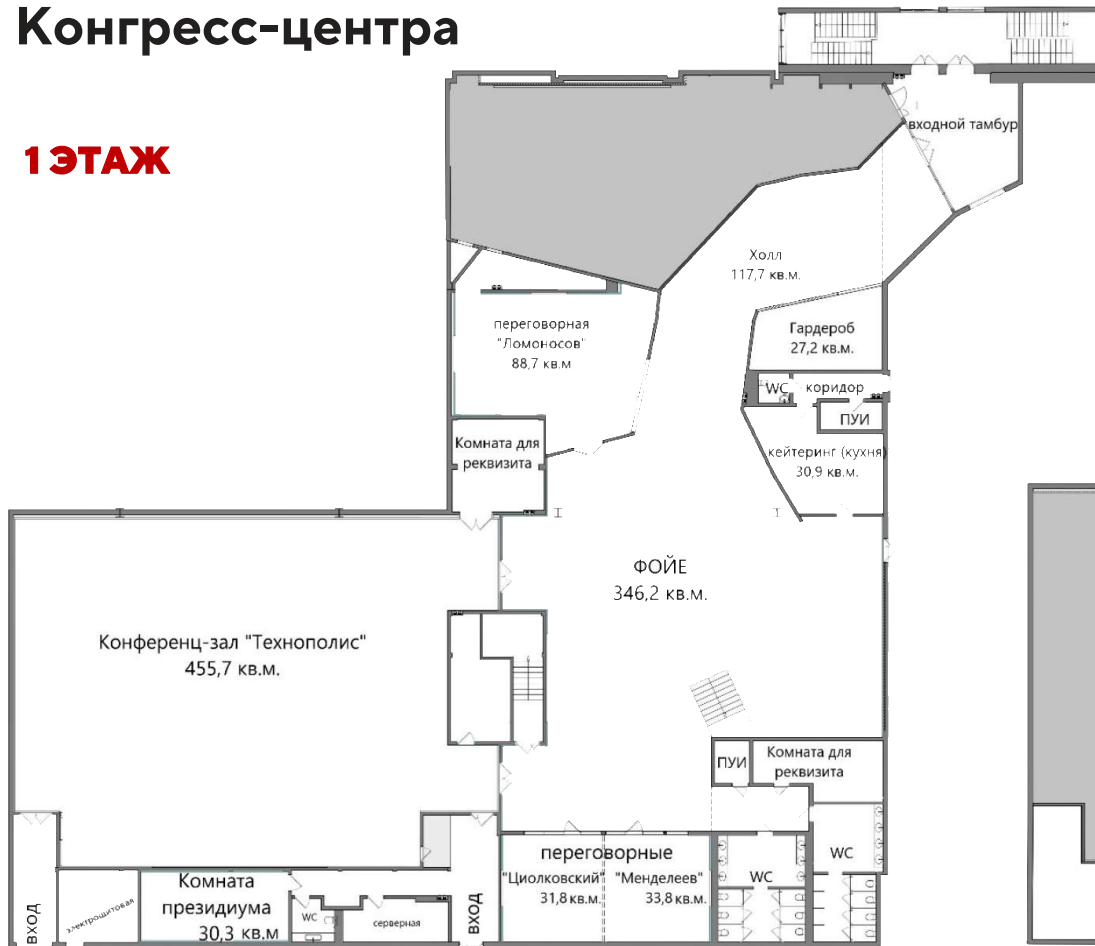 Конгресс-центра
1 ЭТАЖ
входной тамбур
Холл
117,7 кв.м.
Гардероб
27,2 кв.м.
переговорная
"Ломоносов"
88,7 кв.м
WC
коридор
ПУИ
кейтеринг (кухня)
30,9 кв.м.
Комната для
реквизита
ФОЙЕ
346,2 кв.м.
Конференц-зал "Технополис"
455,7 кв.м.
ПУИ
Комната для
реквизита
WC
переговорные
"Циолковский" "Менделеев"
31,8 кв.м. 33,8 кв.м.
WC
Комната
президиума
30,3 кв.м
WC
серверная
электрощитовая
ВХОД
ВХОД